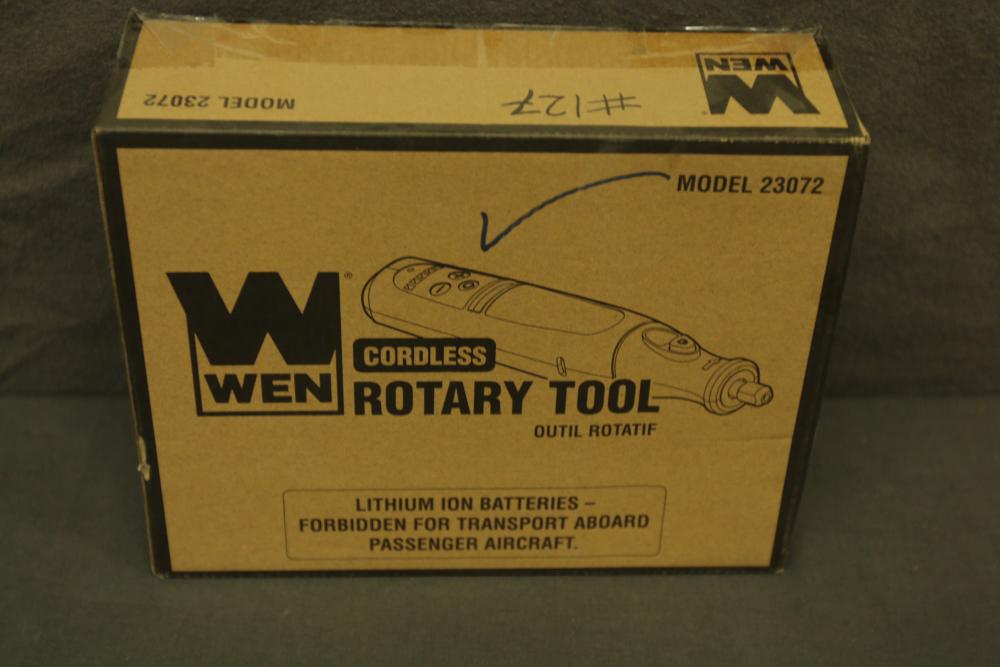 MODEL 23072
#127
WEN
MODEL 23072
WEN
CORDLESS
ROTARY TOOL
OUTIL ROTATIF
LITHIUM ION BATTERIES –
FORBIDDEN FOR TRANSPORT ABOARD
PASSENGER AIRCRAFT.